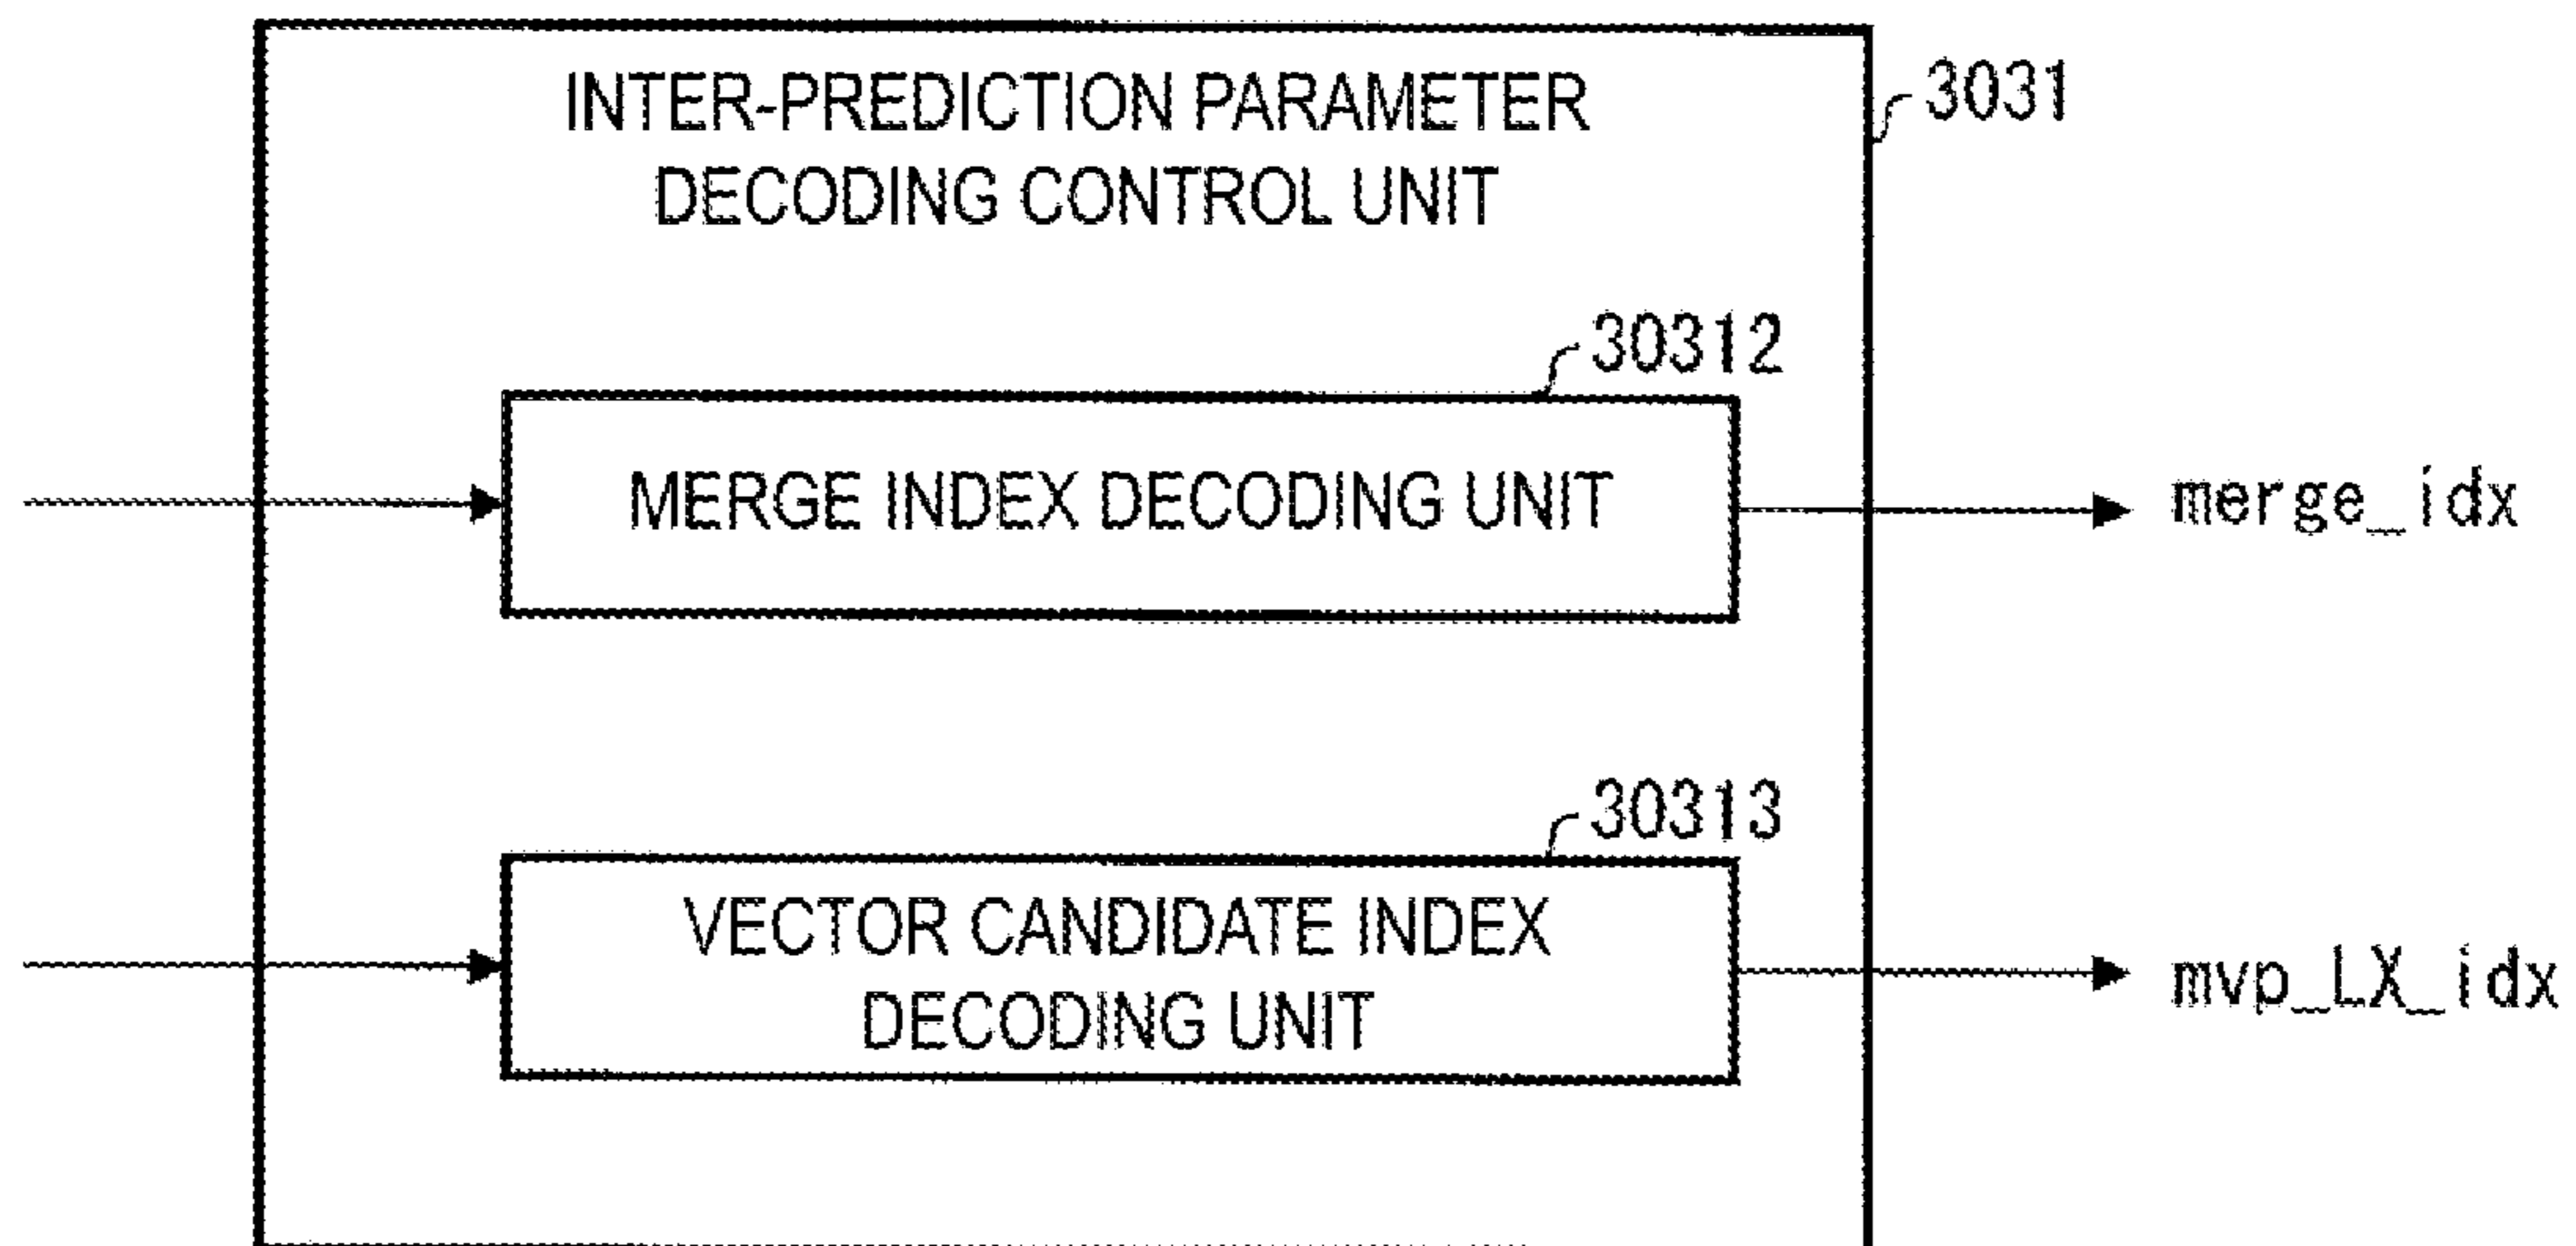 INTER-PREDICTION PARAMETER
DECODING CONTROL UNIT
3031
30312
MERGE INDEX DECODING UNIT
merge_idx
30313
VECTOR CANDIDATE INDEX
DECODING UNIT
mvp_LX_idx